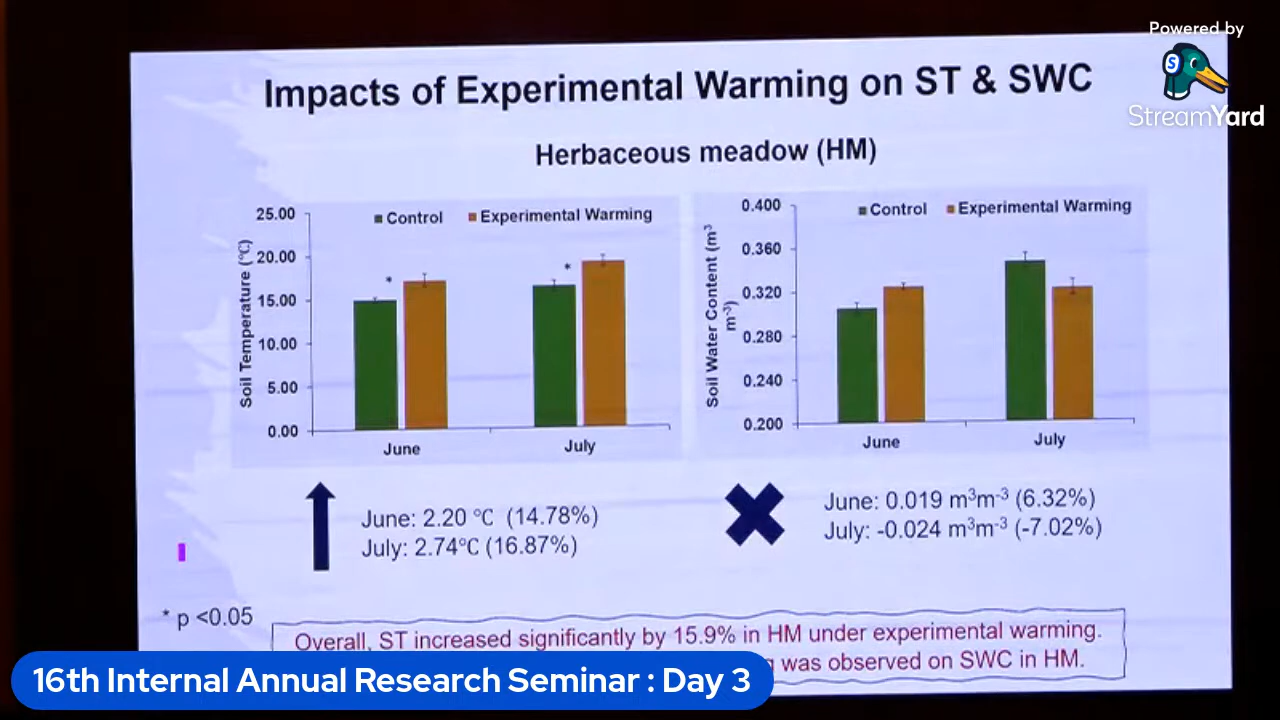 Powered by
StreamYard
Impacts of Experimental Warming on ST & SWC
Herbaceous meadow (HM)
Control Experimental Warming
Soil Temperature (℃)
25.00
20.00
15.00
10.00
5.00
0.00
*
*
June July
Control Experimental Warming
Soil Water Content (m³
m⁻³)
0.400
0.360
0.320
0.280
0.240
0.200
June July
June: 2.20 ℃ (14.78%)
July: 2.74℃ (16.87%)
June: 0.019 m³m⁻³ (6.32%)
July: -0.024 m³m⁻³ (-7.02%)
* p <0.05
Overall, ST increased significantly by 15.9% in HM under experimental warming.
was observed on SWC in HM.
16th Internal Annual Research Seminar : Day 3